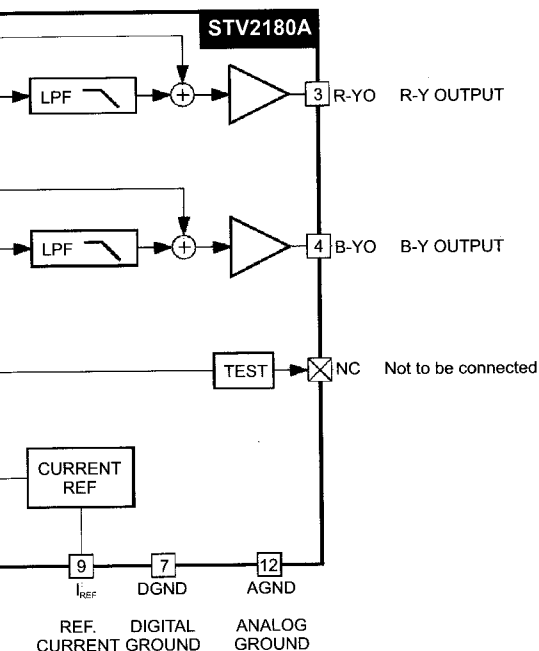 STV2180A
LPF
3 R-YO R-Y OUTPUT
LPF
4 B-YO B-Y OUTPUT
TEST
NC Not to be connected
CURRENT
REF
9 7 12
IREF DGND AGND
REF. DIGITAL ANALOG
CURRENT GROUND GROUND